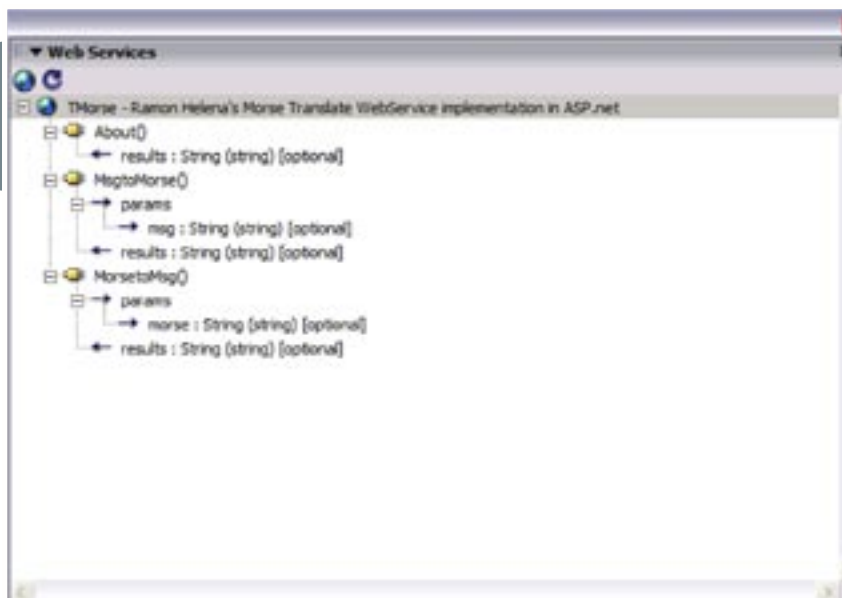 Web Services
TMorse - Ramon Helena's Morse Translate WebService implementation in ASP.net
About()
results : String (string) [optional]
MsgtoMorse()
params
msg : String (string) [optional]
results : String (string) [optional]
MorsetoMsg()
params
morse : String (string) [optional]
results : String (string) [optional]